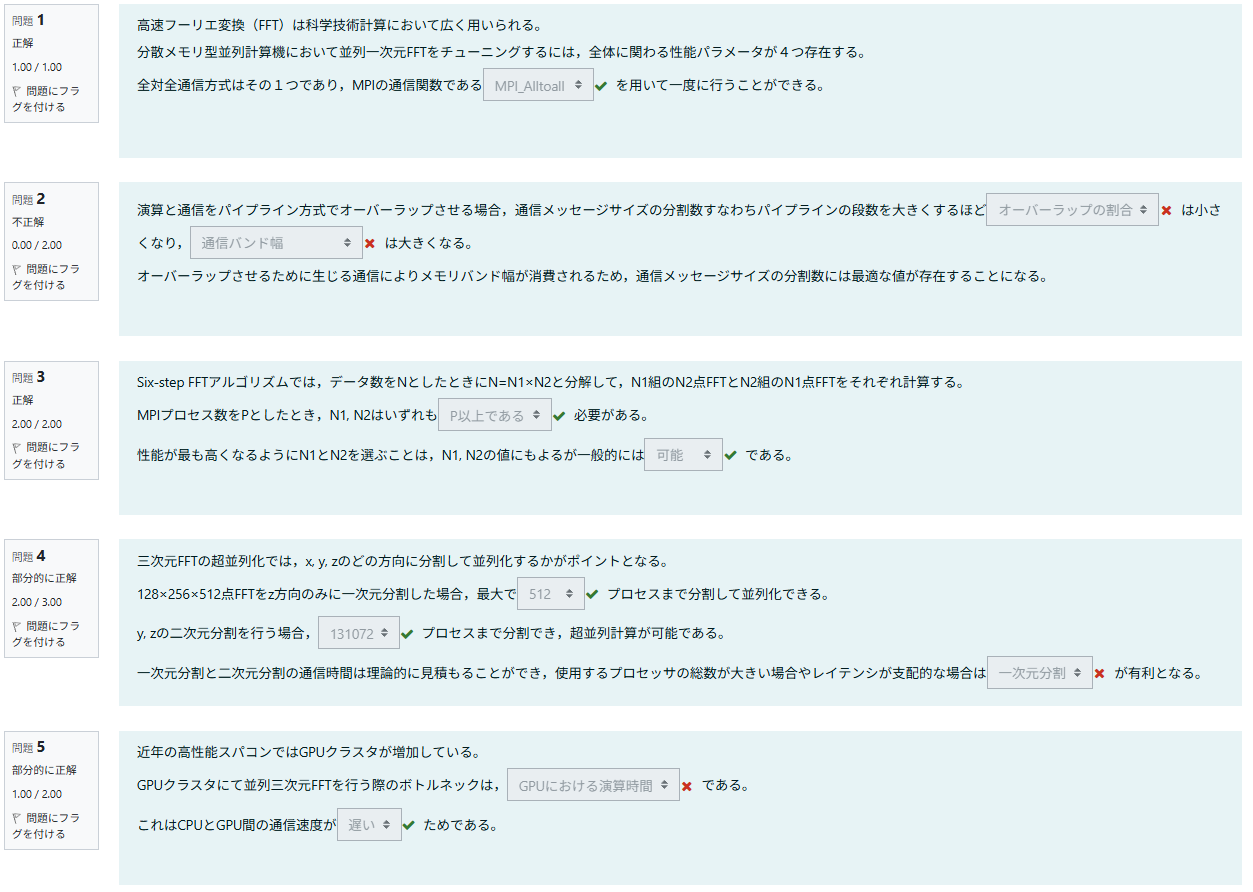 問題 1
正解
1.00 / 1.00
問題にフラ
グを付ける
高速フーリエ変換（FFT）は科学技術計算において広く用いられる。
分散メモリ型並列計算機において並列一次元FFTをチューニングするには，全体に関わる性能パラメータが４つ存在する。
全対全通信方式はその１つであり，MPIの通信関数である MPI_Alltoall を用いて一度に行うことができる。
問題 2
不正解
0.00 / 2.00
問題にフラ
グを付ける
演算と通信をパイプライン方式でオーバーラップさせる場合，通信メッセージサイズの分割数すなわちパイプラインの段数を大きくするほど オーバーラップの割合 は小さ
くなり， 通信バンド幅 は大きくなる。
オーバーラップさせるために生じる通信によりメモリバンド幅が消費されるため，通信メッセージサイズの分割数には最適な値が存在することになる。
問題 3
正解
2.00 / 2.00
問題にフラ
グを付ける
Six-step FFTアルゴリズムでは，データ数をNとしたときにN=N1×N2と分解して，N1組のN2点FFTとN2組のN1点FFTをそれぞれ計算する。
MPIプロセス数をPとしたとき，N1, N2はいずれも P以上である 必要がある。
性能が最も高くなるようにN1とN2を選ぶことは，N1, N2の値にもよるが一般的には 可能 である。
問題 4
部分的に正解
2.00 / 3.00
問題にフラ
グを付ける
三次元FFTの超並列化では，x, y, zのどの方向に分割して並列化するかがポイントとなる。
128×256×512点FFTをz方向のみに一次元分割した場合，最大で 512 プロセスまで分割して並列化できる。
y, zの二次元分割を行う場合， 131072 プロセスまで分割でき，超並列計算が可能である。
一次元分割と二次元分割の通信時間は理論的に見積もることができ，使用するプロセッサの総数が大きい場合やレイテンシが支配的な場合は 一次元分割 が有利となる。
問題 5
部分的に正解
1.00 / 2.00
問題にフラ
グを付ける
近年の高性能スパコンではGPUクラスタが増加している。
GPUクラスタにて並列三次元FFTを行う際のボトルネックは， GPUにおける演算時間 である。
これはCPUとGPU間の通信速度が 遅い ためである。